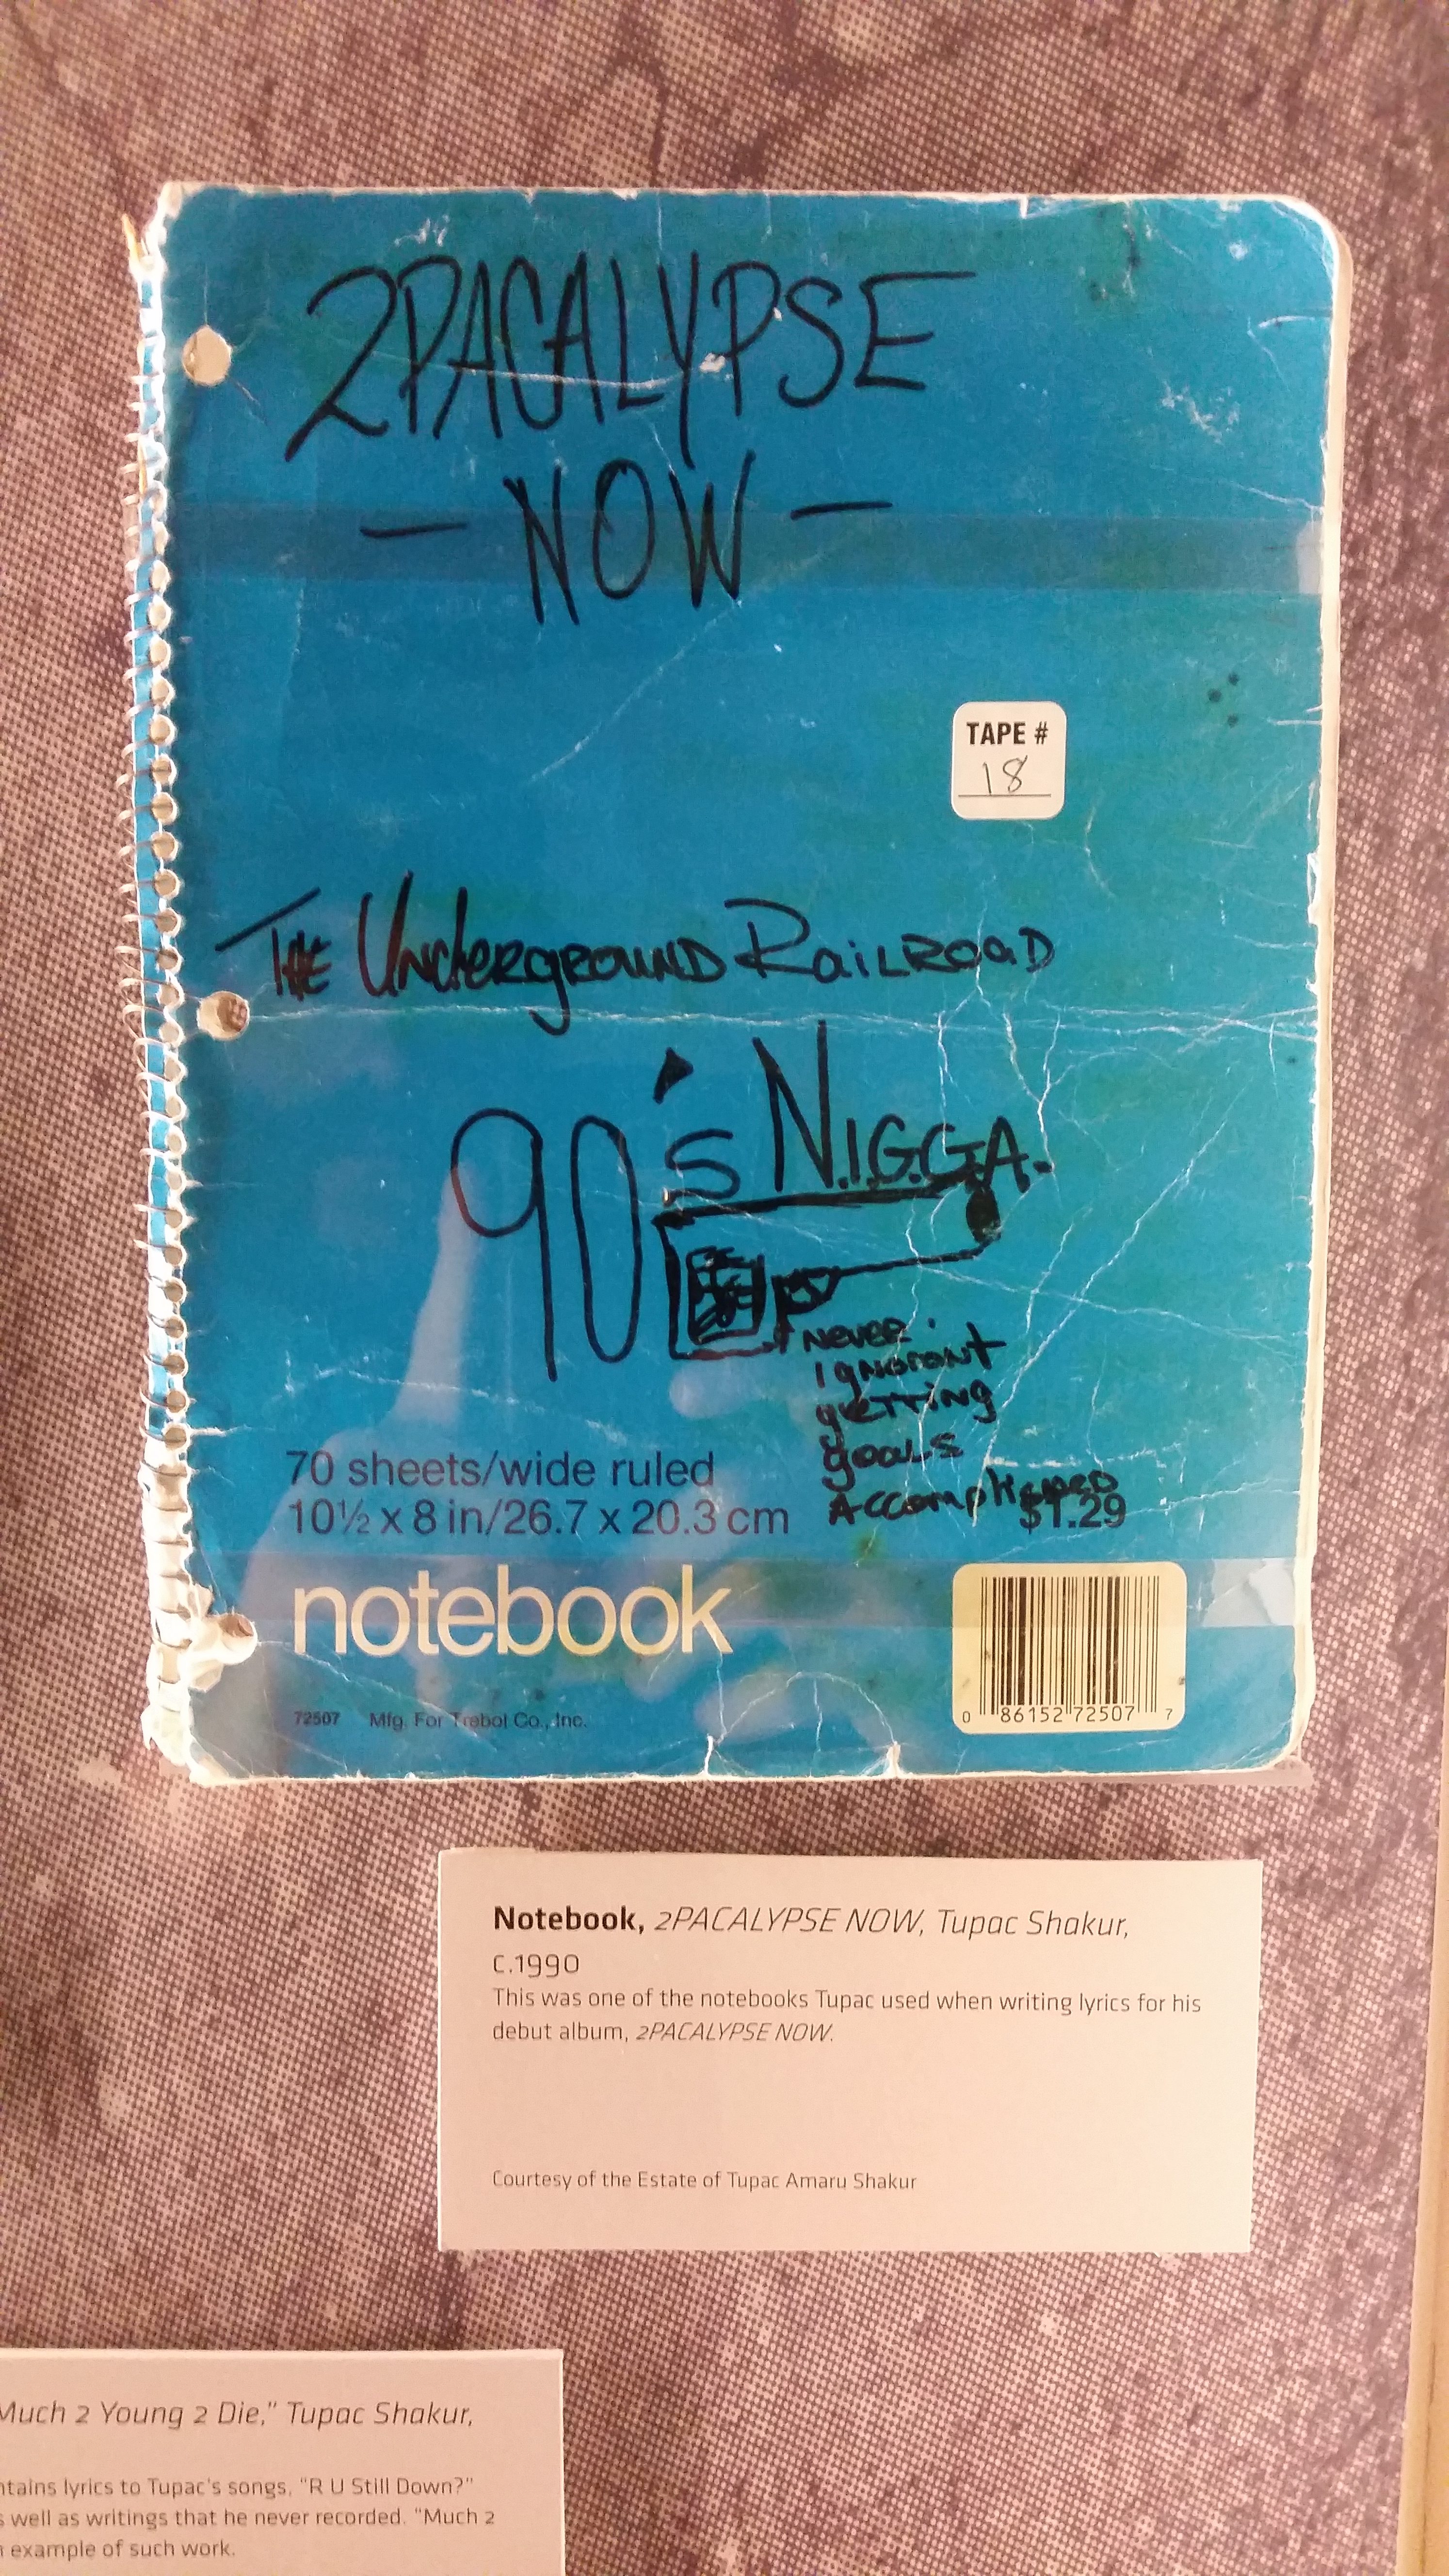 2PACALYPSE
- NOW -
TAPE #
18
THE UNDERGROUND RAILROAD
90's N.I.G.G.A.
NEVER
IGNORANT
GETTING
GOALS
ACCOMPLISHED
70 sheets/wide ruled
10½ x 8 in/26.7 x 20.3 cm
$1.29
notebook
72507 Mfg. For Trebol Co., Inc.
0 86152 72507 7
Notebook, 2PACALYPSE NOW, Tupac Shakur,
c.1990
This was one of the notebooks Tupac used when writing lyrics for his
debut album, 2PACALYPSE NOW.
Courtesy of the Estate of Tupac Amaru Shakur
Much 2 Young 2 Die," Tupac Shakur,
lyrics to Tupac's songs, "R U Still Down?"
well as writings that he never recorded. "Much 2
example of such work.